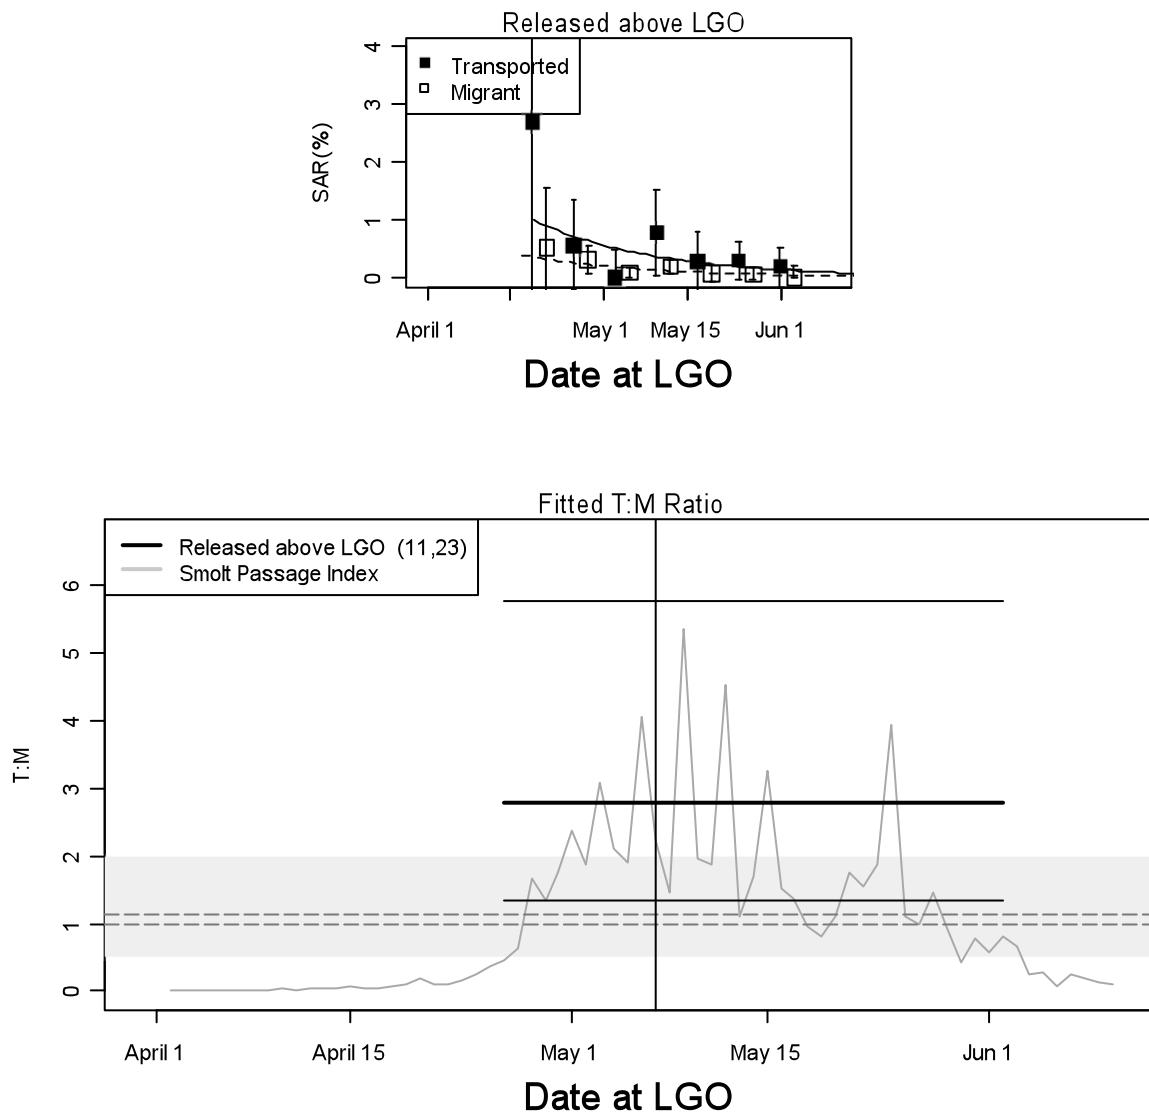 Released above LGO
Transported
Migrant
SAR(%)
4
3
2
1
0
April 1 May 1 May 15 Jun 1
Date at LGO
Fitted T:M Ratio
Released above LGO (11,23)
Smolt Passage Index
T:M
6
5
4
3
2
1
0
April 1 April 15 May 1 May 15 Jun 1
Date at LGO